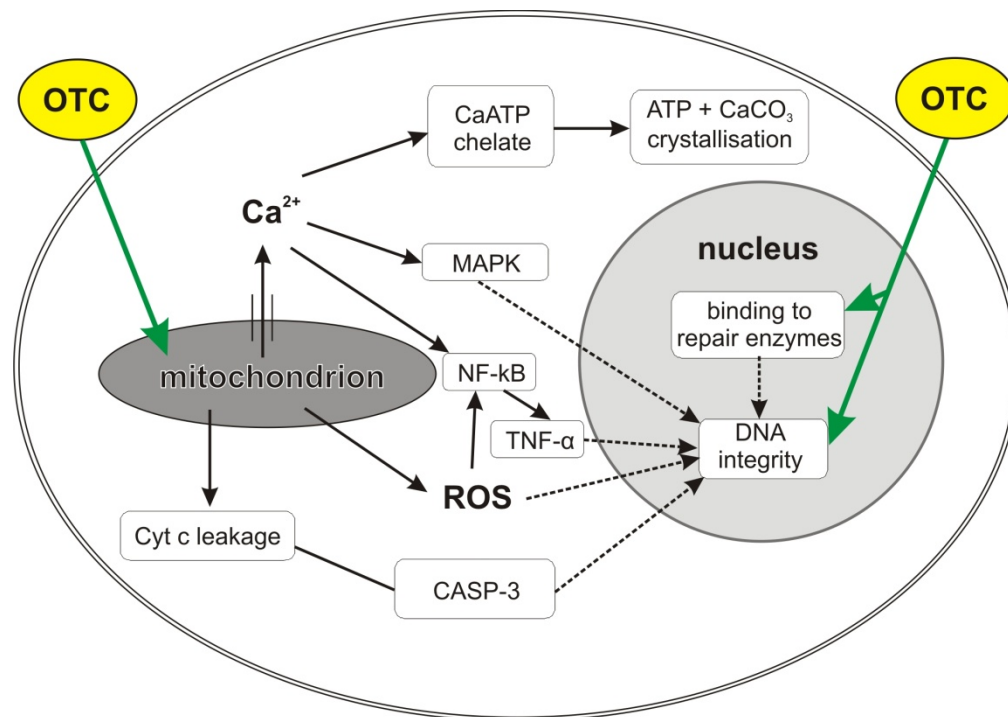 OTC
OTC
CaATP
chelate
ATP + CaCO₃
crystallisation
Ca²⁺
nucleus
MAPK
binding to
repair enzymes
mitochondrion
NF-kB
TNF-α
DNA
integrity
ROS
Cyt c leakage
CASP-3